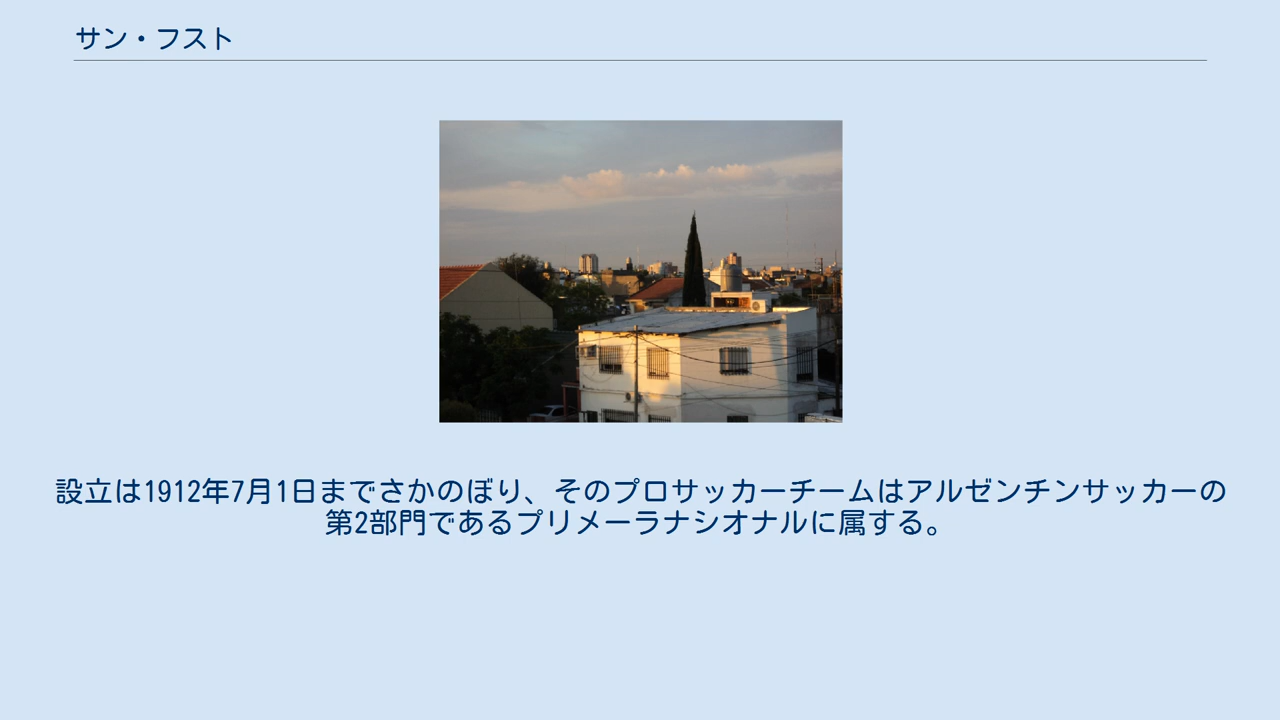 サン・フスト
設立は1912年7月1日までさかのぼり、そのプロサッカーチームはアルゼンチンサッカーの
第2部門であるプリメーラナシオナルに属する。